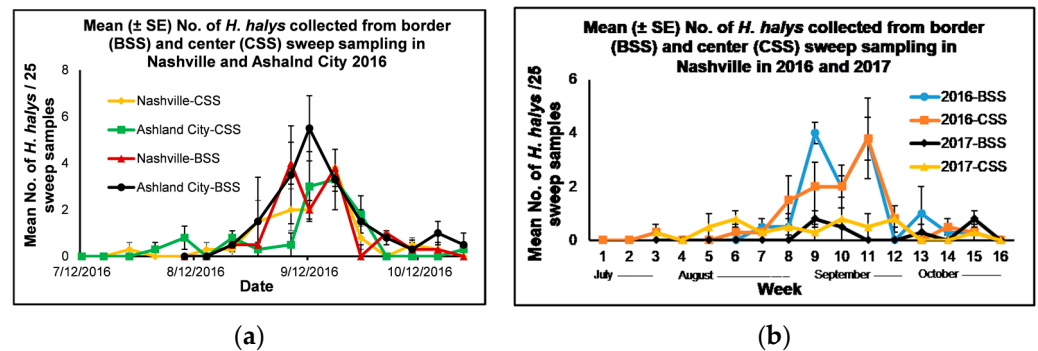 Mean (± SE) No. of H. halys collected from border
(BSS) and center (CSS) sweep sampling in
Nashville and Ashalnd City 2016
Mean No. of H. halys / 25
sweep samples
8
6
4
2
0
Nashville-CSS
Ashland City-CSS
Nashville-BSS
Ashland City-BSS
7/12/2016 8/12/2016 9/12/2016 10/12/2016
Date
(a)
Mean (± SE) No. of H. halys collected from border
(BSS) and center (CSS) sweep sampling in
Nashville in 2016 and 2017
Mean No. of H. halys /25
sweep samples
6
4
2
0
2016-BSS
2016-CSS
2017-BSS
2017-CSS
1 2 3 4 5 6 7 8 9 10 11 12 13 14 15 16
July August September October
Week
(b)